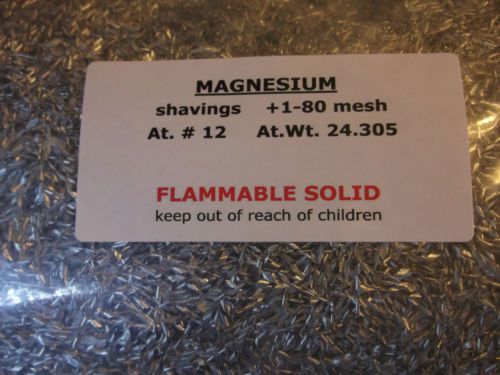 MAGNESIUM
shavings +1-80 mesh
At. # 12 At.Wt. 24.305
FLAMMABLE SOLID
keep out of reach of children